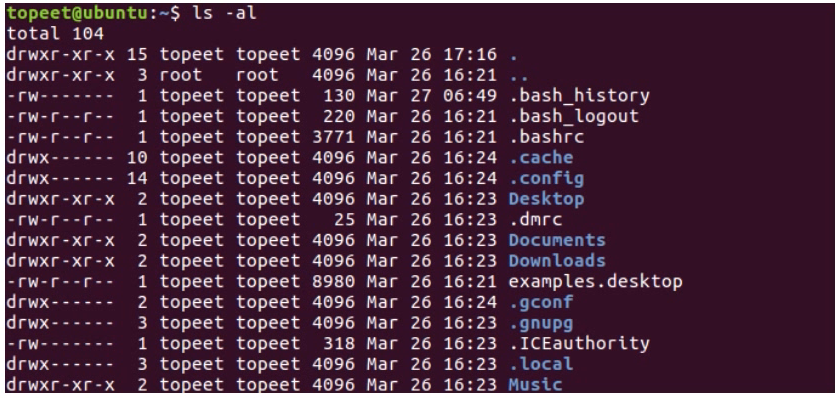 topeet@ubuntu:~$ ls -al
total 104
drwxr-xr-x 15 topeet topeet 4096 Mar 26 17:16 .
drwxr-xr-x  3 root   root   4096 Mar 26 16:21 ..
-rw-------  1 topeet topeet  130 Mar 27 06:49 .bash_history
-rw-r--r--  1 topeet topeet  220 Mar 26 16:21 .bash_logout
-rw-r--r--  1 topeet topeet 3771 Mar 26 16:21 .bashrc
drwx------ 10 topeet topeet 4096 Mar 26 16:24 .cache
drwx------ 14 topeet topeet 4096 Mar 26 16:24 .config
drwxr-xr-x  2 topeet topeet 4096 Mar 26 16:23 Desktop
-rw-r--r--  1 topeet topeet   25 Mar 26 16:23 .dmrc
drwxr-xr-x  2 topeet topeet 4096 Mar 26 16:23 Documents
drwxr-xr-x  2 topeet topeet 4096 Mar 26 16:23 Downloads
-rw-r--r--  1 topeet topeet 8980 Mar 26 16:21 examples.desktop
drwx------  2 topeet topeet 4096 Mar 26 16:24 .gconf
drwx------  3 topeet topeet 4096 Mar 26 16:23 .gnupg
-rw-------  1 topeet topeet  318 Mar 26 16:23 .ICEauthority
drwx------  3 topeet topeet 4096 Mar 26 16:23 .local
drwxr-xr-x  2 topeet topeet 4096 Mar 26 16:23 Music